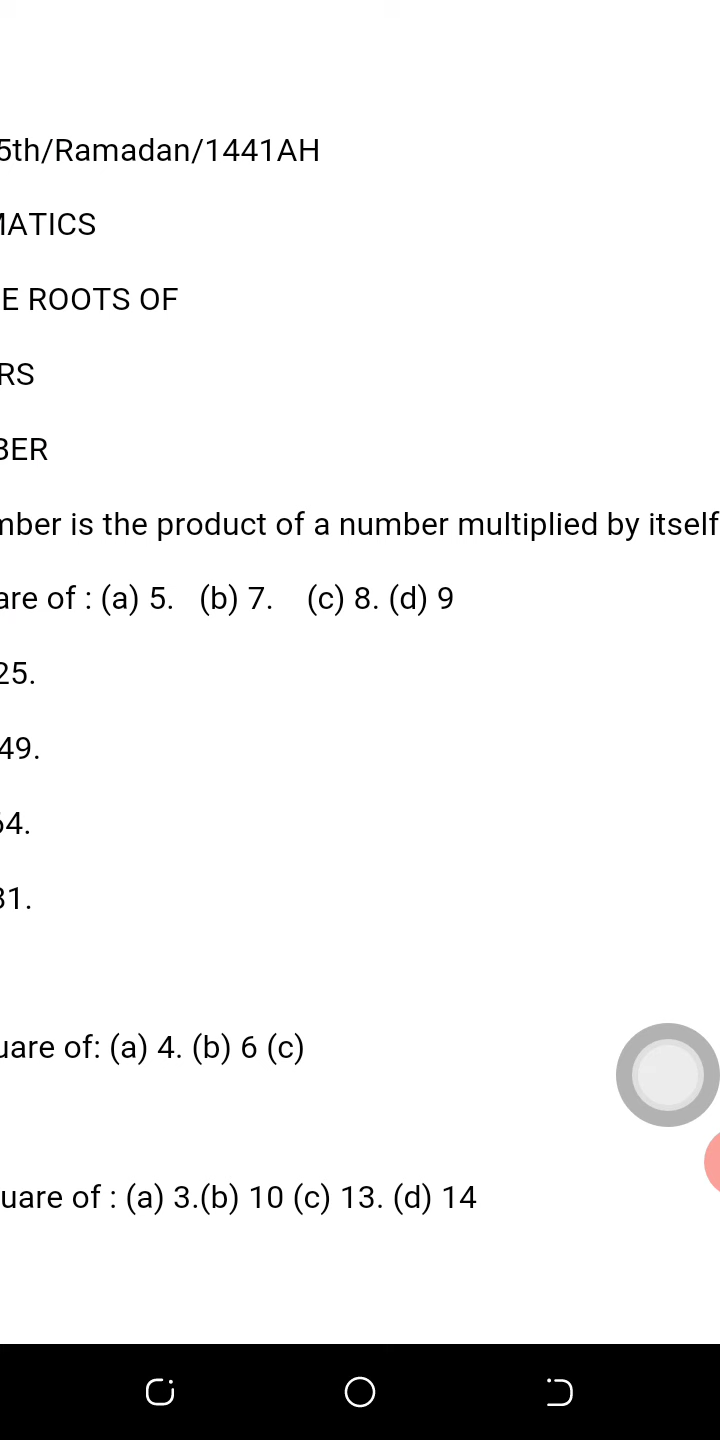 5th/Ramadan/1441AH
MATICS
E ROOTS OF
RS
BER
mber is the product of a number multiplied by itself
are of : (a) 5. (b) 7. (c) 8. (d) 9
25.
49.
64.
81.
uare of: (a) 4. (b) 6 (c)
uare of : (a) 3.(b) 10 (c) 13. (d) 14